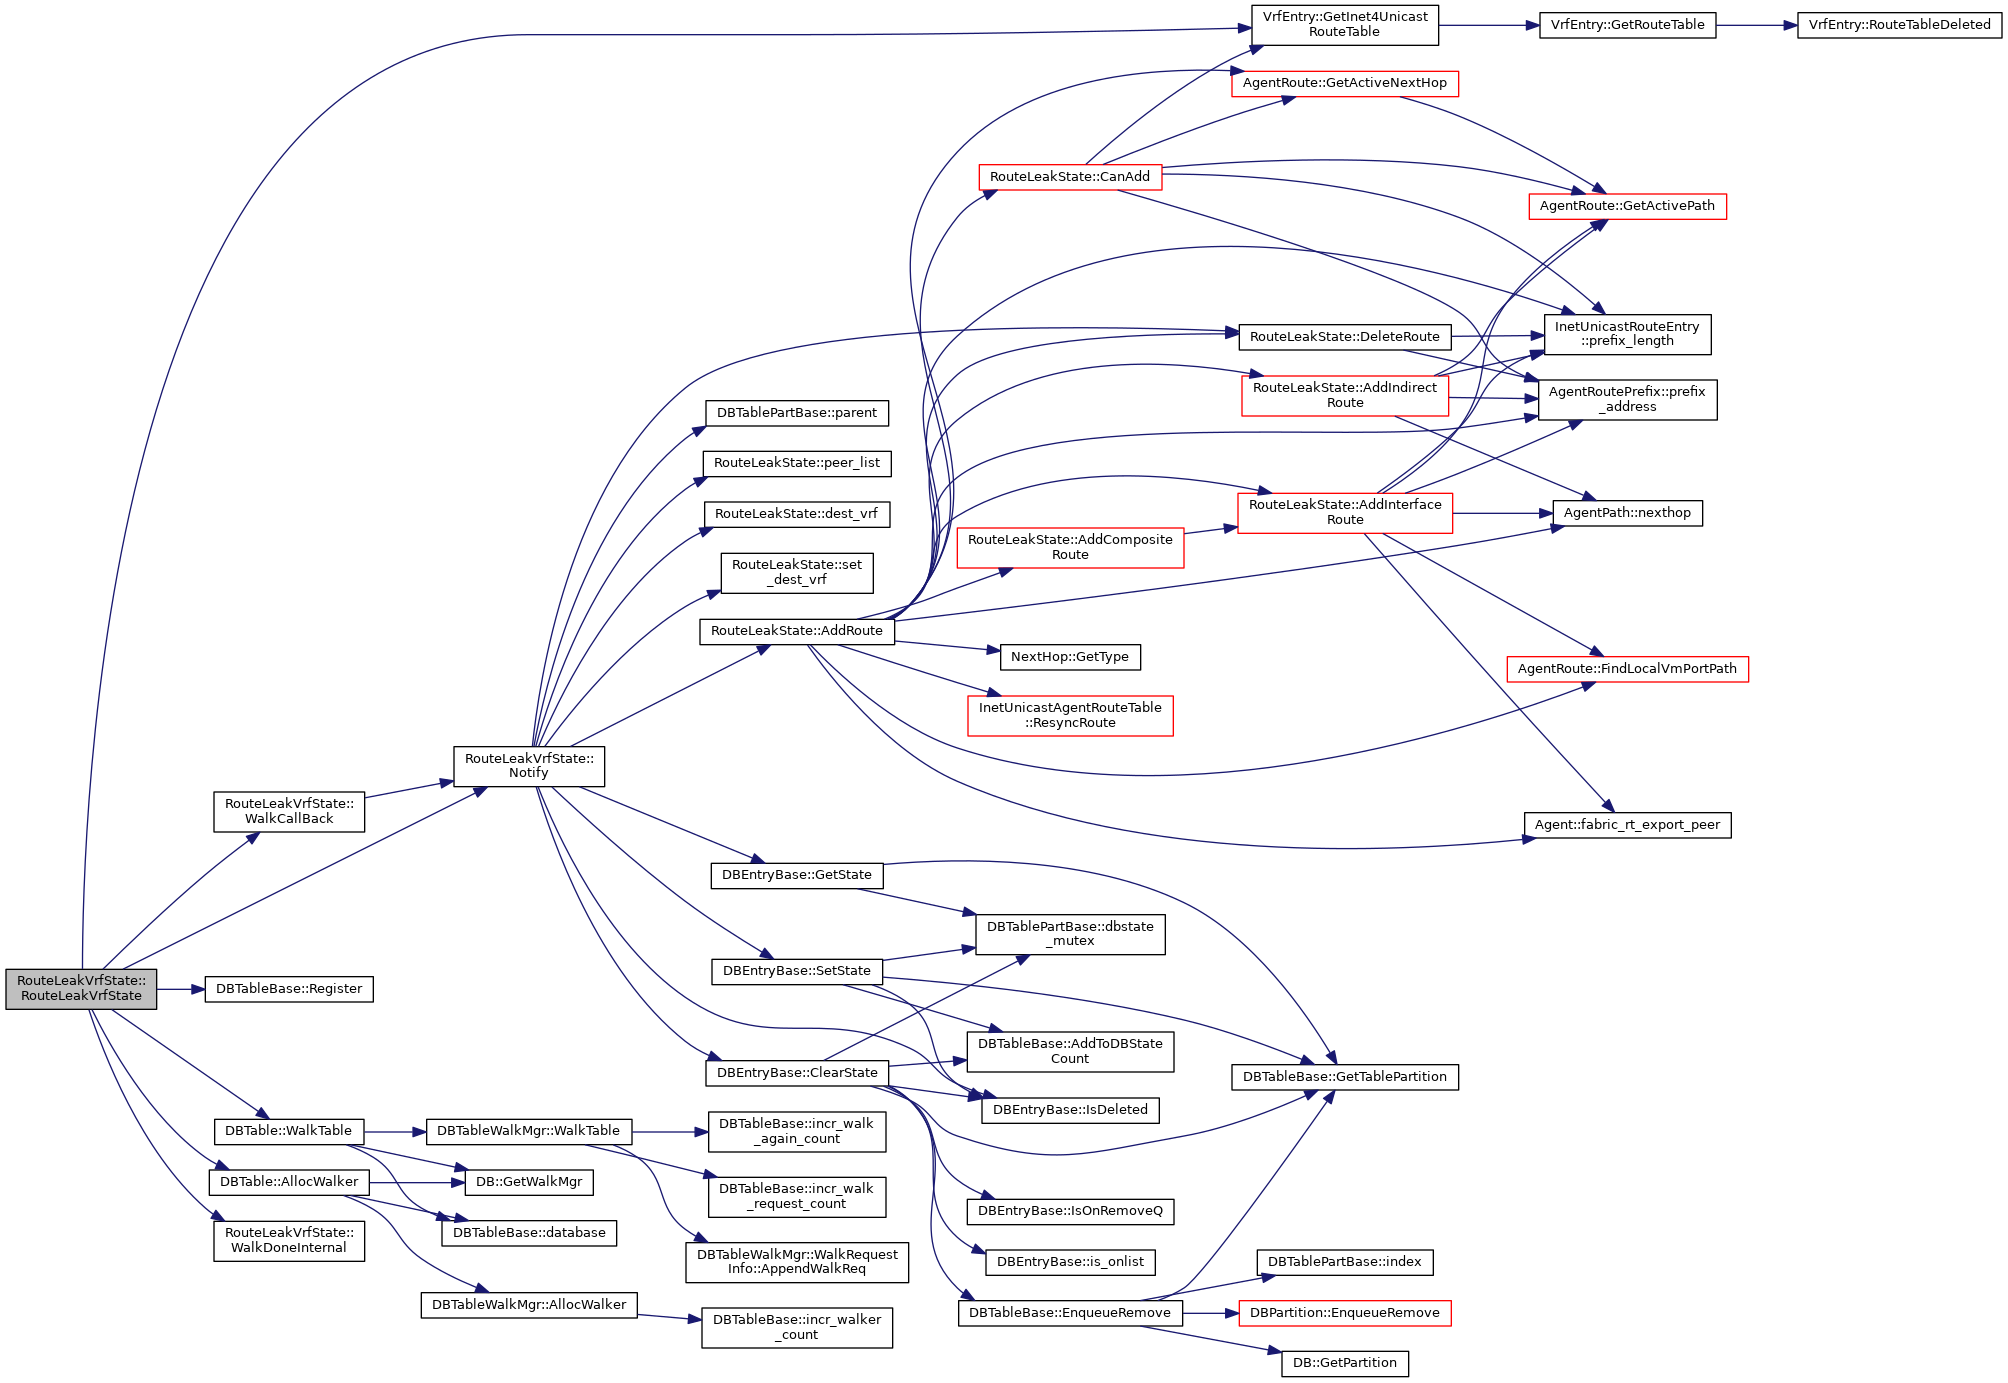 VrfEntry::GetInet4Unicast
RouteTable
VrfEntry::GetRouteTable
VrfEntry::RouteTableDeleted
AgentRoute::GetActiveNextHop
RouteLeakState::CanAdd
AgentRoute::GetActivePath
RouteLeakState::DeleteRoute
InetUnicastRouteEntry
::prefix_length
RouteLeakState::AddIndirect
Route
AgentRoutePrefix::prefix
_address
DBTablePartBase::parent
RouteLeakState::peer_list
RouteLeakState::dest_vrf
RouteLeakState::AddInterface
Route
AgentPath::nexthop
RouteLeakState::AddComposite
Route
RouteLeakState::set
_dest_vrf
RouteLeakState::AddRoute
NextHop::GetType
AgentRoute::FindLocalVmPortPath
InetUnicastAgentRouteTable
::ResyncRoute
RouteLeakVrfState::
Notify
RouteLeakVrfState::
WalkCallBack
Agent::fabric_rt_export_peer
DBEntryBase::GetState
DBTablePartBase::dbstate
_mutex
DBEntryBase::SetState
RouteLeakVrfState::
RouteLeakVrfState
DBTableBase::Register
DBTableBase::AddToDBState
Count
DBEntryBase::ClearState
DBTableBase::GetTablePartition
DBEntryBase::IsDeleted
DBTable::WalkTable
DBTableWalkMgr::WalkTable
DBTableBase::incr_walk
_again_count
DBTable::AllocWalker
DB::GetWalkMgr
DBTableBase::incr_walk
_request_count
DBEntryBase::IsOnRemoveQ
RouteLeakVrfState::
WalkDoneInternal
DBTableBase::database
DBTableWalkMgr::WalkRequest
Info::AppendWalkReq
DBEntryBase::is_onlist
DBTablePartBase::index
DBTableWalkMgr::AllocWalker
DBTableBase::incr_walker
_count
DBTableBase::EnqueueRemove
DBPartition::EnqueueRemove
DB::GetPartition